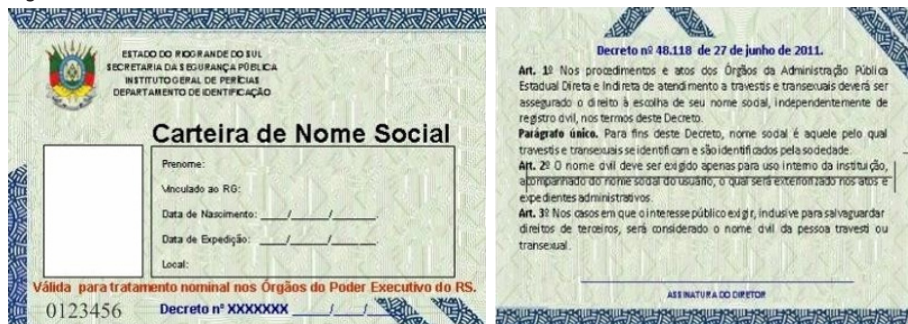 ESTADO DO RIO GRANDE DO SUL
SECRETARIA DA SEGURANÇA PÚBLICA
INSTITUTO GERAL DE PERÍCIAS
DEPARTAMENTO DE IDENTIFICAÇÃO
Carteira de Nome Social
Prenome:
Vinculado ao RG:
Data de Nascimento: ____/____/______.
Data de Expedição: ____/____/______.
Local:
Válida para tratamento nominal nos Órgãos do Poder Executivo do RS.
0123456 Decreto nº XXXXXXX ____/___/___
Decreto nº 48.118 de 27 de junho de 2011.
Art. 1º Nos procedimentos e atos dos Órgãos da Administração Pública
Estadual Direta e Indireta de atendimento a travestis e transexuais deverá ser
assegurado o direito à escolha de seu nome social, independentemente de
registro civil, nos termos deste Decreto.
Parágrafo único. Para fins deste Decreto, nome social é aquele pelo qual
travestis e transexuais se identificam e são identificados pela sociedade.
Art. 2º O nome civil deve ser exigido apenas para uso interno da instituição,
acompanhado do nome social do usuário, o qual será exteriorizado nos atos e
expedientes administrativos.
Art. 3º Nos casos em que o interesse público exigir, inclusive para salvaguardar
direitos de terceiros, será considerado o nome civil da pessoa travesti ou
transexual.
ASSINATURA DO DIRETOR